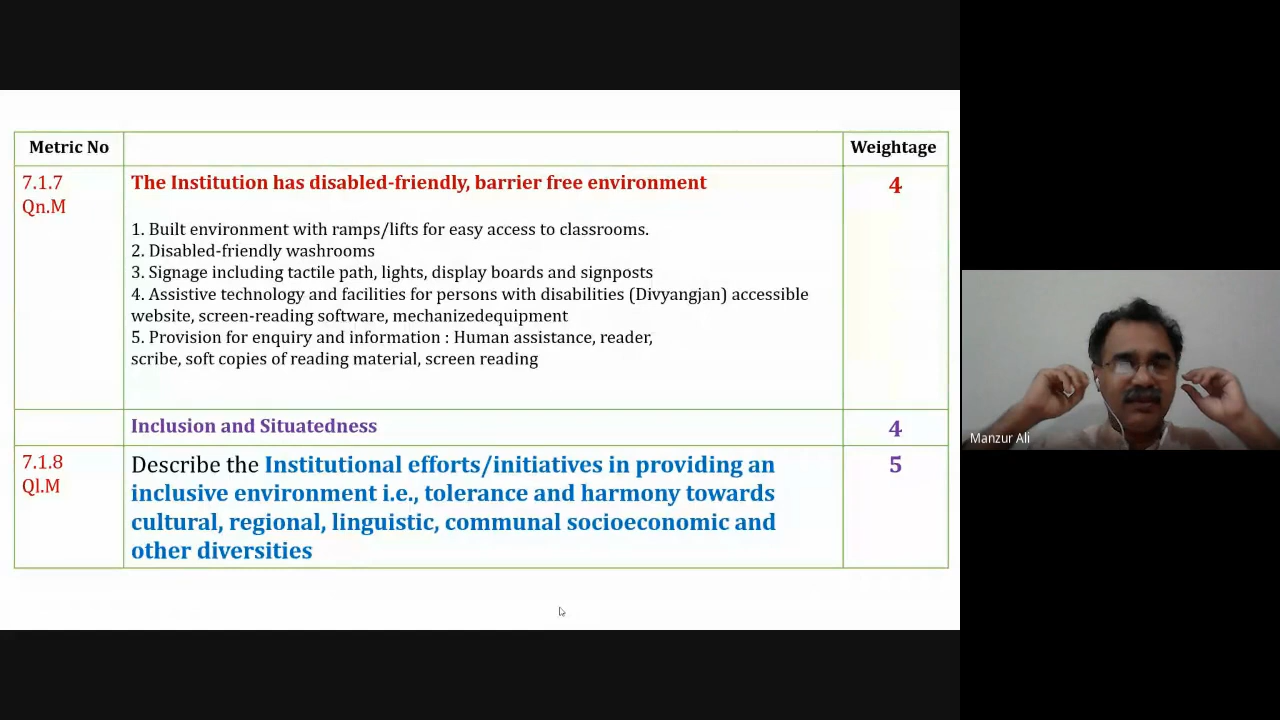 Metric No
Weightage
7.1.7
Qn.M
The Institution has disabled-friendly, barrier free environment
4
1. Built environment with ramps/lifts for easy access to classrooms.
2. Disabled-friendly washrooms
3. Signage including tactile path, lights, display boards and signposts
4. Assistive technology and facilities for persons with disabilities (Divyangjan) accessible
website, screen-reading software, mechanizedequipment
5. Provision for enquiry and information : Human assistance, reader,
scribe, soft copies of reading material, screen reading
Inclusion and Situatedness
4
7.1.8
Ql.M
Describe the Institutional efforts/initiatives in providing an
inclusive environment i.e., tolerance and harmony towards
cultural, regional, linguistic, communal socioeconomic and
other diversities
5
Manzur Ali